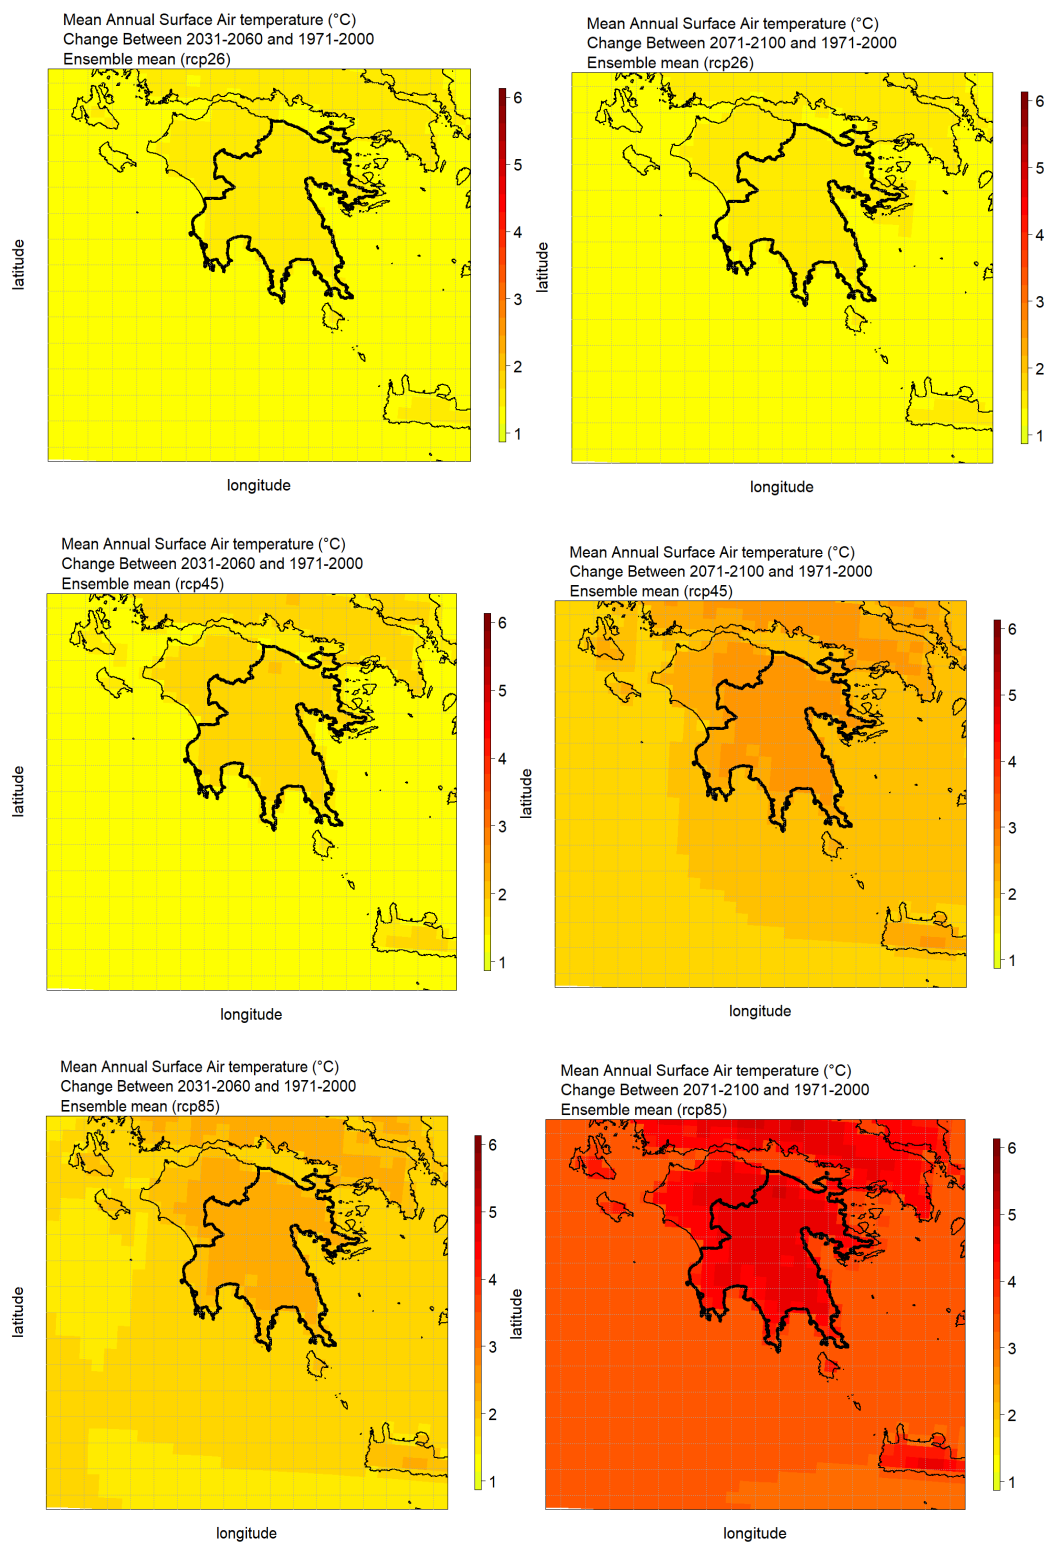 Mean Annual Surface Air temperature (°C)
Change Between 2031-2060 and 1971-2000
Ensemble mean (rcp26)
6
5
4
3
2
1
latitude
longitude
Mean Annual Surface Air temperature (°C)
Change Between 2071-2100 and 1971-2000
Ensemble mean (rcp26)
6
5
4
3
2
1
latitude
longitude
Mean Annual Surface Air temperature (°C)
Change Between 2031-2060 and 1971-2000
Ensemble mean (rcp45)
6
5
4
3
2
1
latitude
longitude
Mean Annual Surface Air temperature (°C)
Change Between 2071-2100 and 1971-2000
Ensemble mean (rcp45)
6
5
4
3
2
1
latitude
longitude
Mean Annual Surface Air temperature (°C)
Change Between 2031-2060 and 1971-2000
Ensemble mean (rcp85)
6
5
4
3
2
1
latitude
longitude
Mean Annual Surface Air temperature (°C)
Change Between 2071-2100 and 1971-2000
Ensemble mean (rcp85)
6
5
4
3
2
1
latitude
longitude